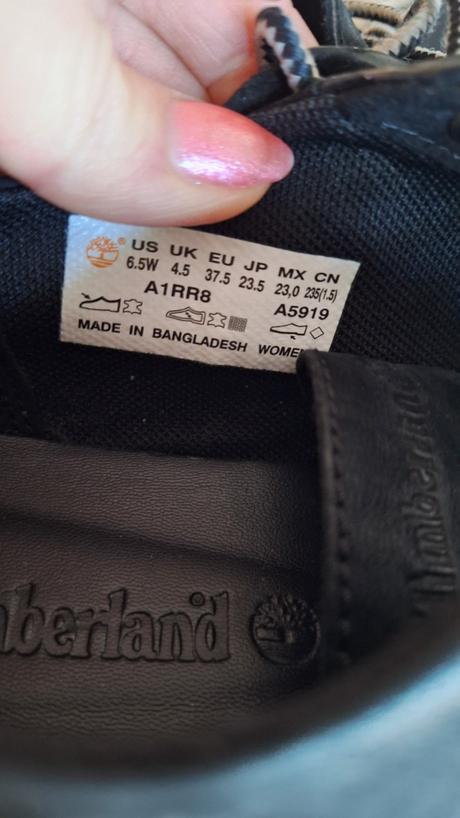 US UK EU JP MX CN
6.5W 4.5 37.5 23.5 23,0 235(1.5)
A1RR8 A5919
MADE IN BANGLADESH
Timberland